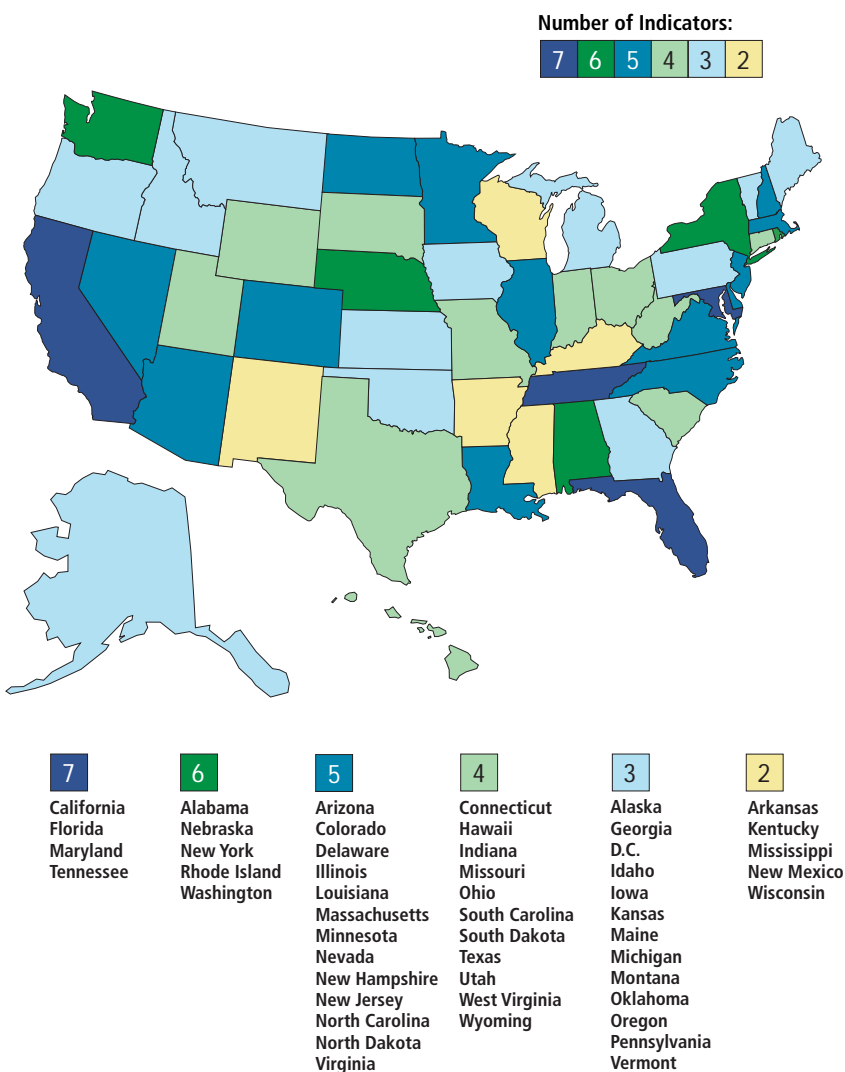 Number of Indicators:
7 6 5 4 3 2
7
California
Florida
Maryland
Tennessee
6
Alabama
Nebraska
New York
Rhode Island
Washington
5
Arizona
Colorado
Delaware
Illinois
Louisiana
Massachusetts
Minnesota
Nevada
New Hampshire
New Jersey
North Carolina
North Dakota
Virginia
4
Connecticut
Hawaii
Indiana
Missouri
Ohio
South Carolina
South Dakota
Texas
Utah
West Virginia
Wyoming
3
Alaska
Georgia
D.C.
Idaho
Iowa
Kansas
Maine
Michigan
Montana
Oklahoma
Oregon
Pennsylvania
Vermont
2
Arkansas
Kentucky
Mississippi
New Mexico
Wisconsin